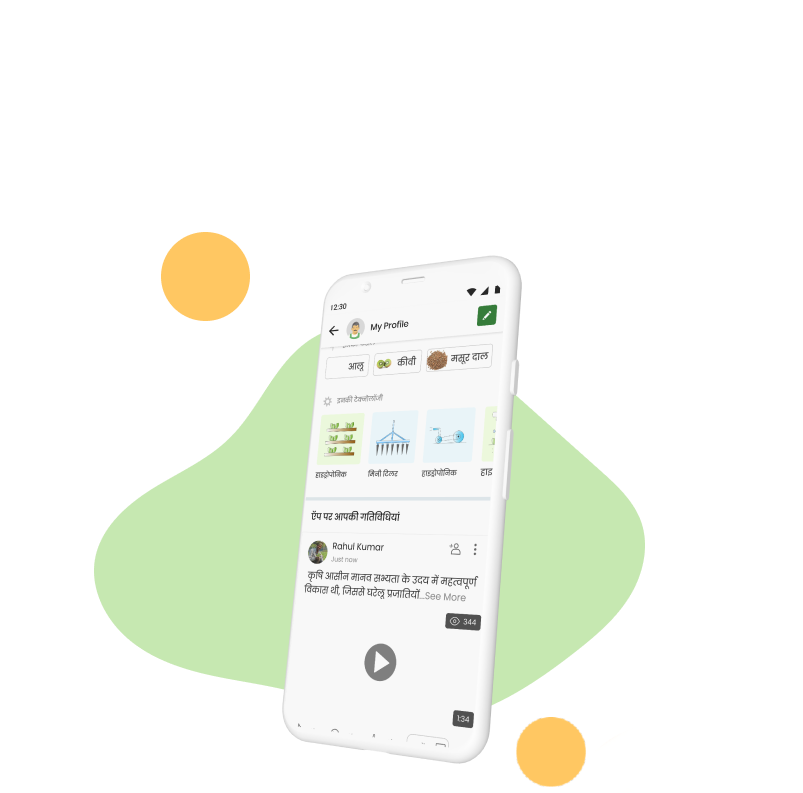 12:30
My Profile
आलू
कीवी
मसूर दाल
इनकी टेक्नोलॉजी
हाइड्रोपोनिक
मिनी टिलर
हाइड्रोपोनिक
हाइ
ऍप पर आपकी गतिविधियां
Rahul Kumar
Just now
कृषि आसीन मानव सभ्यता के उदय में महत्वपूर्ण
विकास थी, जिससे घरेलू प्रजातियों...See More
344
1:34